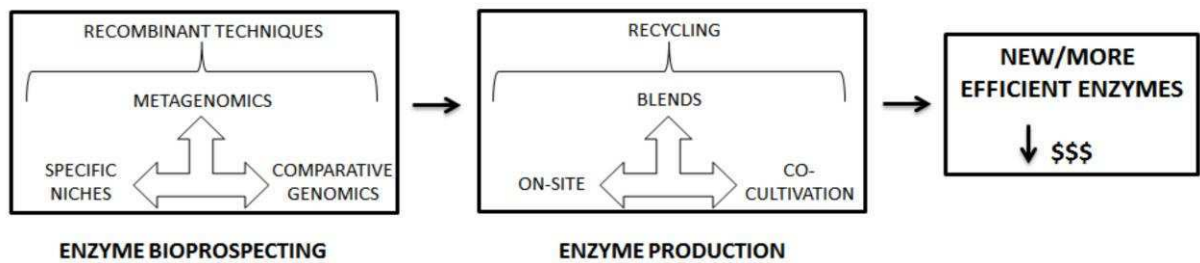 RECOMBINANT TECHNIQUES
METAGENOMICS
SPECIFIC
NICHES
COMPARATIVE
GENOMICS
ENZYME BIOPROSPECTING
RECYCLING
BLENDS
ON-SITE
CO-
CULTIVATION
ENZYME PRODUCTION
NEW/MORE
EFFICIENT ENZYMES
$$$